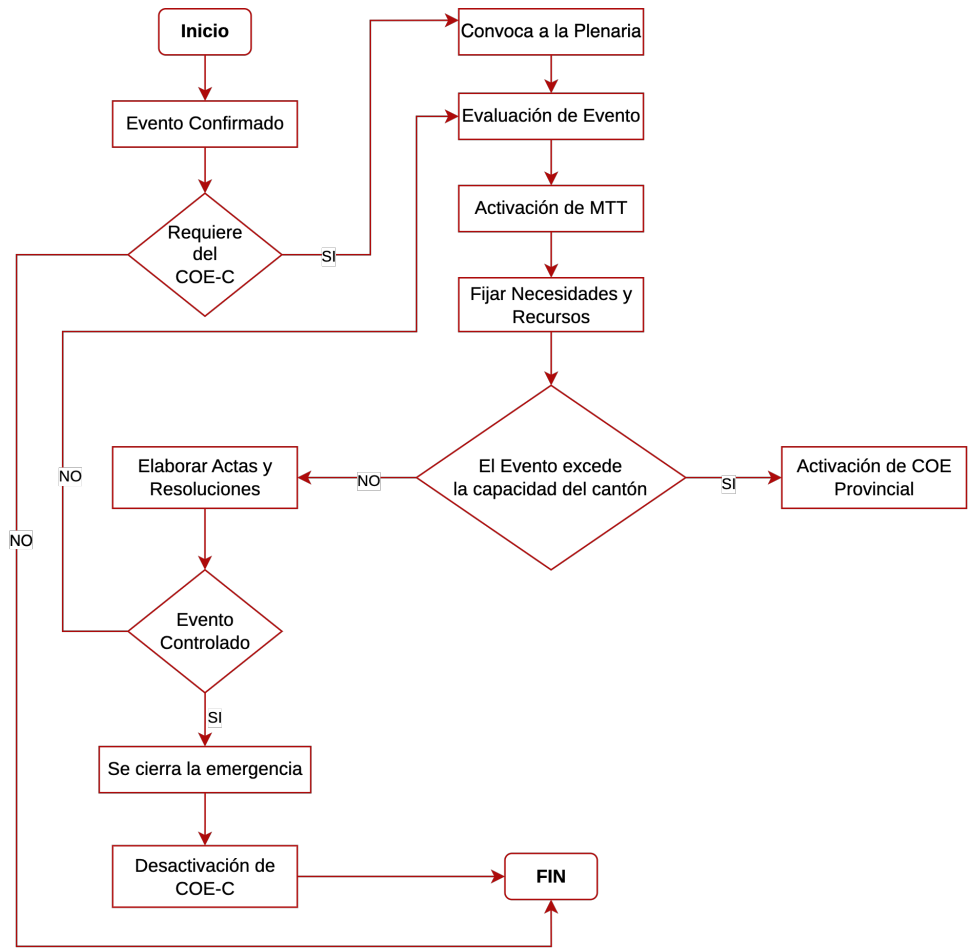 Inicio
Evento Confirmado
Requiere
del
COE-C
SI
NO
Convoca a la Plenaria
Evaluación de Evento
Activación de MTT
Fijar Necesidades y
Recursos
El Evento excede
la capacidad del cantón
SI
Activación de COE
Provincial
NO
Elaborar Actas y
Resoluciones
Evento
Controlado
NO
SI
Se cierra la emergencia
Desactivación de
COE-C
FIN